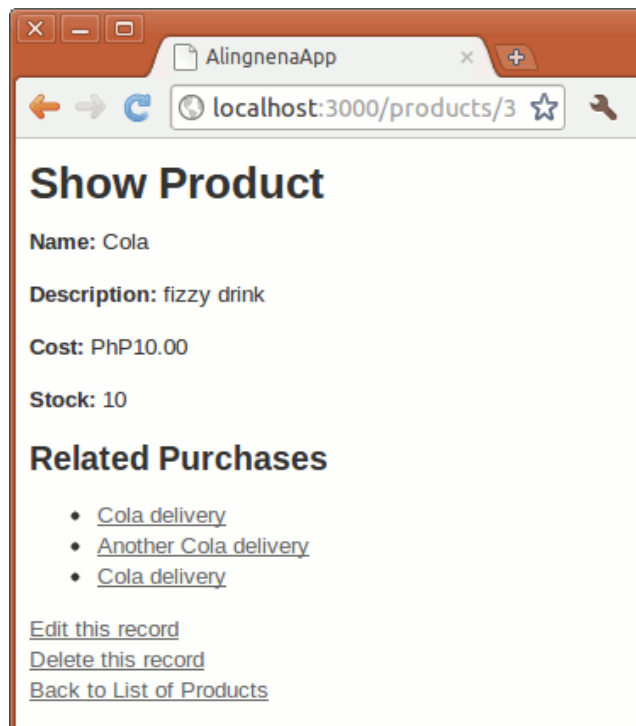 AlingnenaApp
localhost:3000/products/3
Show Product
Name: Cola
Description: fizzy drink
Cost: PhP10.00
Stock: 10
Related Purchases
Cola delivery
Another Cola delivery
Cola delivery
Edit this record
Delete this record
Back to List of Products